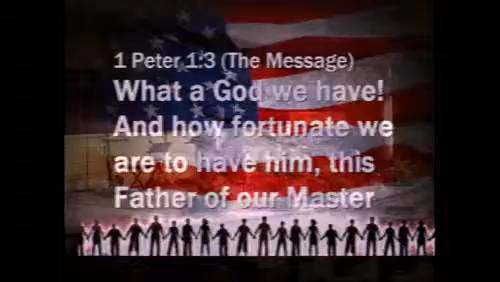 1 Peter 1:3 (The Message)
What a God we have!
And how fortunate we
are to have him, this
Father of our Master